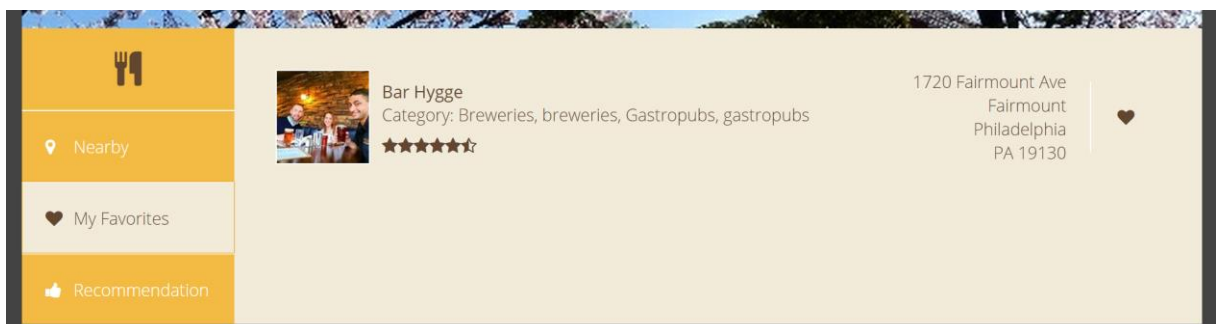 Nearby
My Favorites
Recommendation
Bar Hygge
Category: Breweries, breweries, Gastropubs, gastropubs
1720 Fairmount Ave
Fairmount
Philadelphia
PA 19130